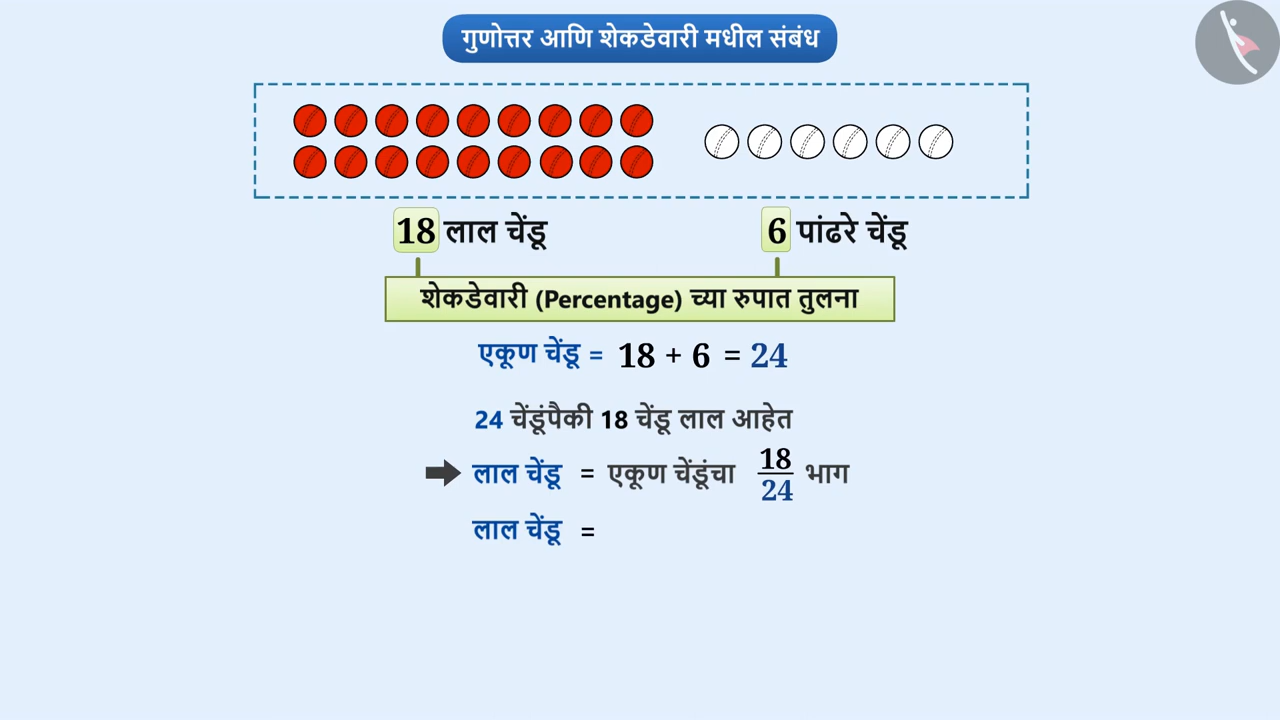 गुणोत्तर आणि शेकडेवारी मधील संबंध
18 लाल चेंडू 6 पांढरे चेंडू
शेकडेवारी (Percentage) च्या रुपात तुलना
एकूण चेंडू = 18 + 6 = 24
24 चेंडूंपैकी 18 चेंडू लाल आहेत
लाल चेंडू = एकूण चेंडूंचा 18/24 भाग
लाल चेंडू =